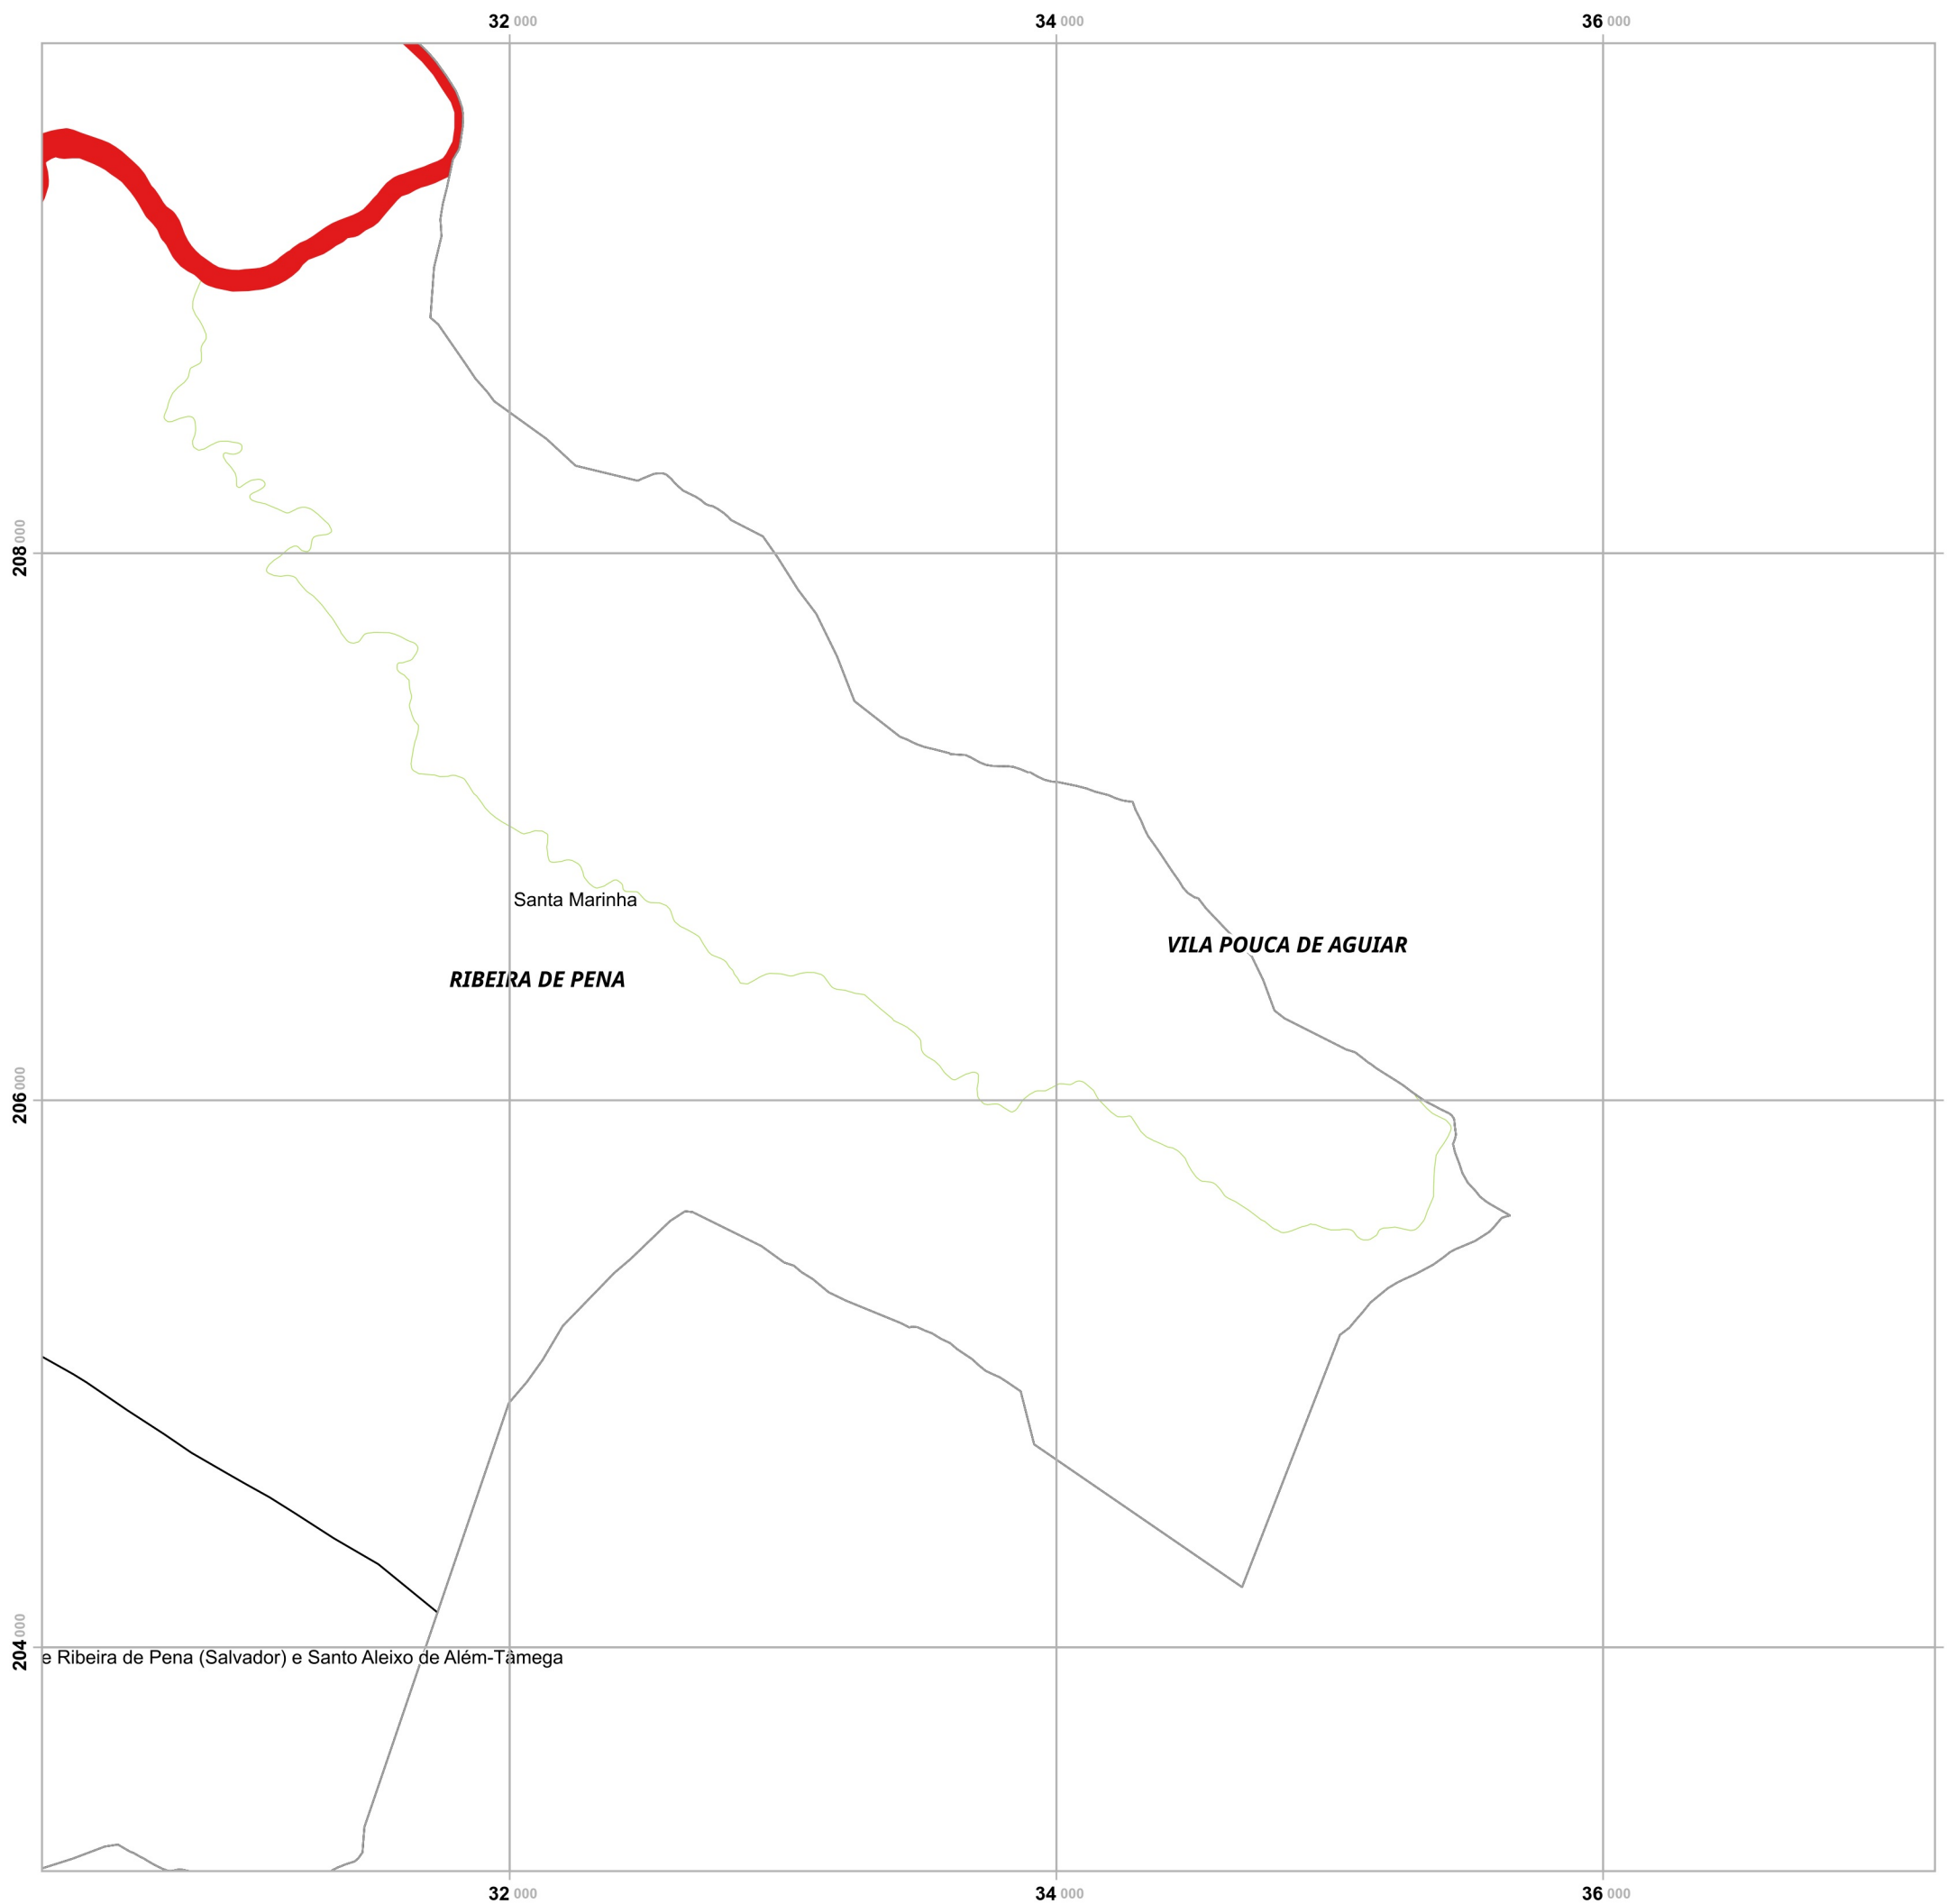 32 000 34 000 36 000
208 000
Santa Marinha
VILA POUCA DE AGUIAR
RIBEIRA DE PENA
206 000
204 000
e Ribeira de Pena (Salvador) e Santo Aleixo de Além-Tâmega
32 000 34 000 36 000